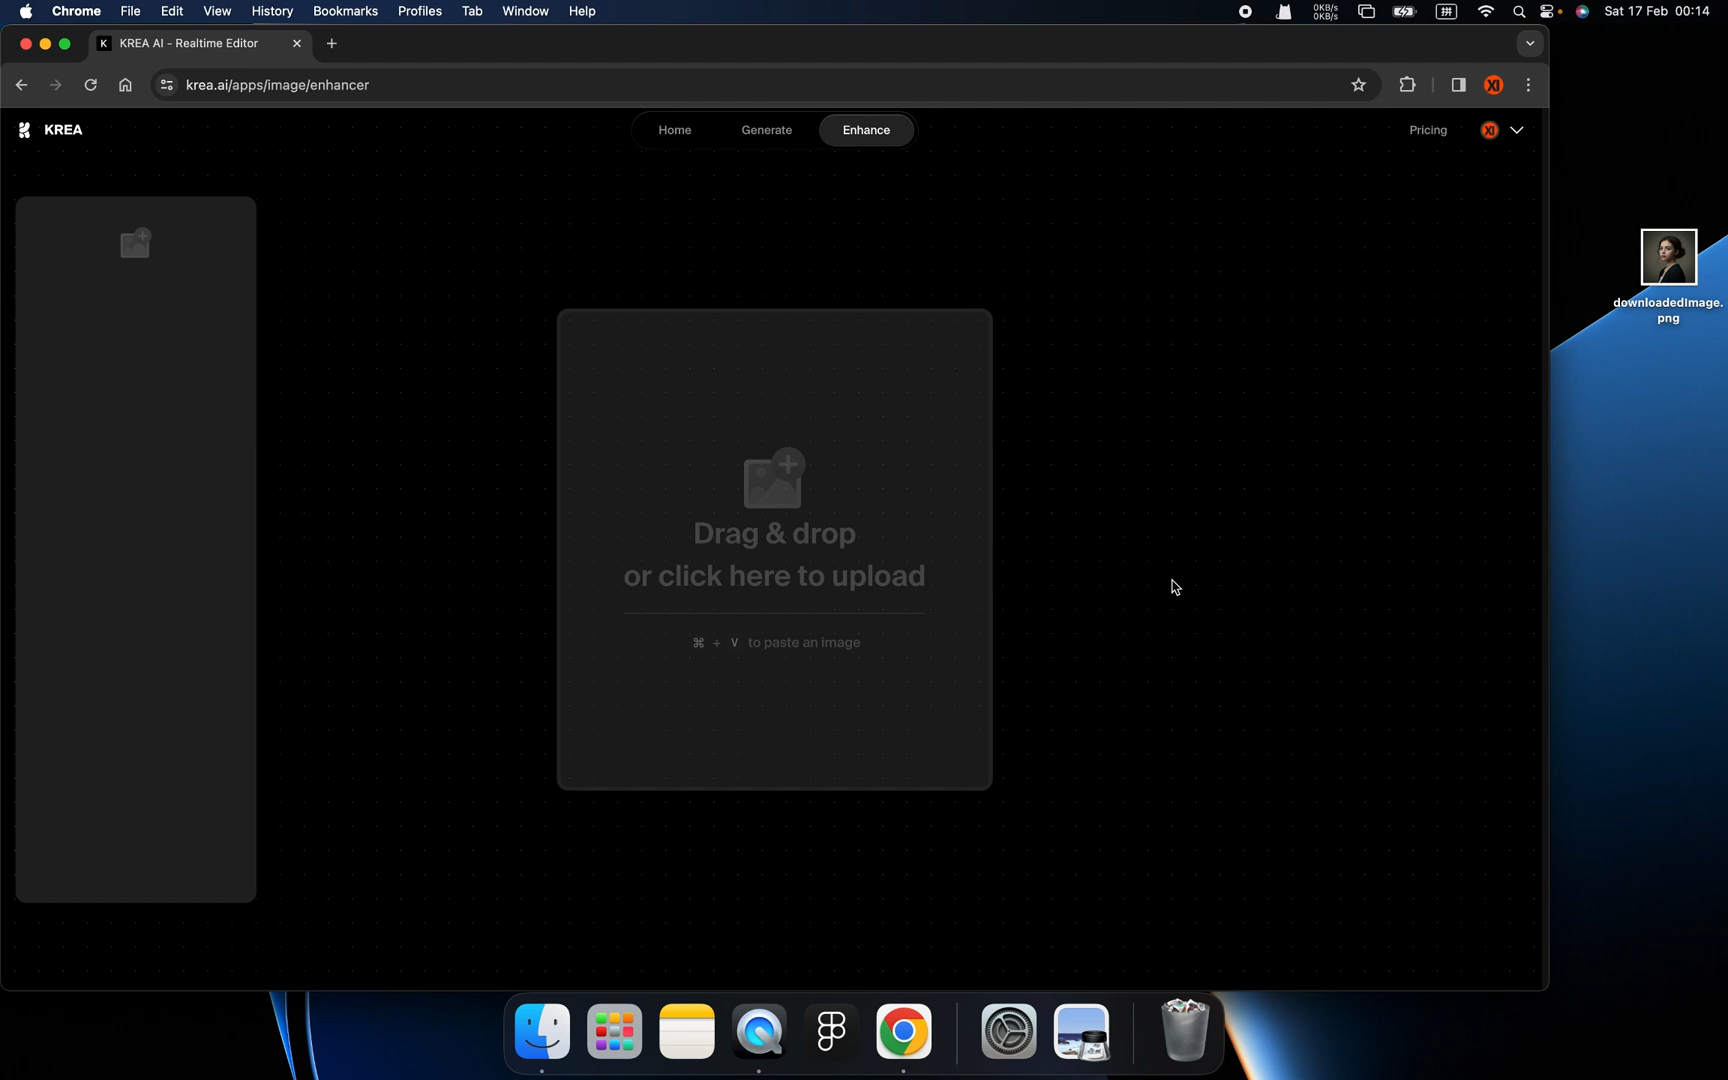 Chrome File Edit View History Bookmarks Profiles Tab Window Help
0KB/s
0KB/s
Sat 17 Feb 00:14
K KREA AI - Realtime Editor
krea.ai/apps/image/enhancer
XI
KREA
Home Generate Enhance
Pricing
XI
downloadedImage.
png
Drag & drop
or click here to upload
⌘ + V to paste an image